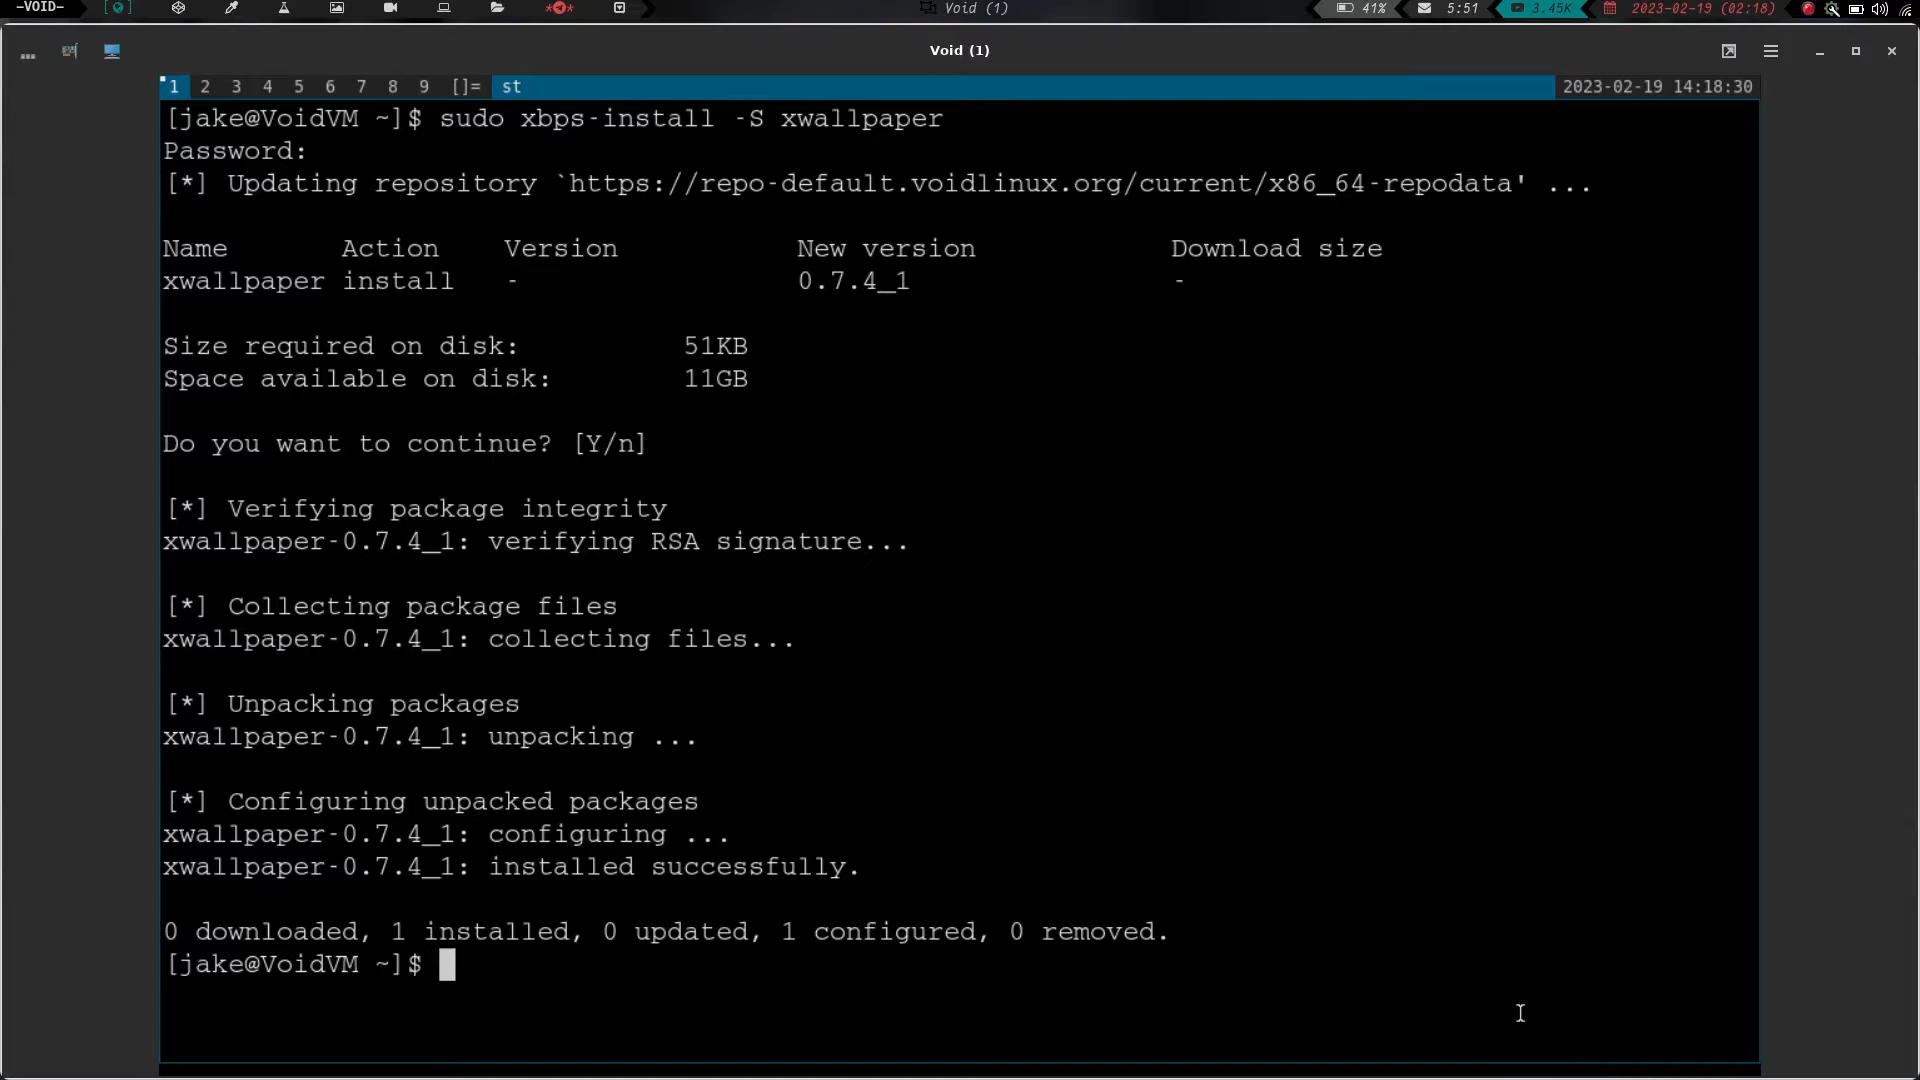 -VOID-
Void (1)
41%
5:51
3.45K
2023-02-19 (02:18)
Void (1)
1 2 3 4 5 6 7 8 9 []= st
2023-02-19 14:18:30
[jake@VoidVM ~]$ sudo xbps-install -S xwallpaper
Password:
[*] Updating repository `https://repo-default.voidlinux.org/current/x86_64-repodata' ...
Name Action Version New version Download size
xwallpaper install - 0.7.4_1 -
Size required on disk: 51KB
Space available on disk: 11GB
Do you want to continue? [Y/n]
[*] Verifying package integrity
xwallpaper-0.7.4_1: verifying RSA signature...
[*] Collecting package files
xwallpaper-0.7.4_1: collecting files...
[*] Unpacking packages
xwallpaper-0.7.4_1: unpacking ...
[*] Configuring unpacked packages
xwallpaper-0.7.4_1: configuring ...
xwallpaper-0.7.4_1: installed successfully.
0 downloaded, 1 installed, 0 updated, 1 configured, 0 removed.
[jake@VoidVM ~]$